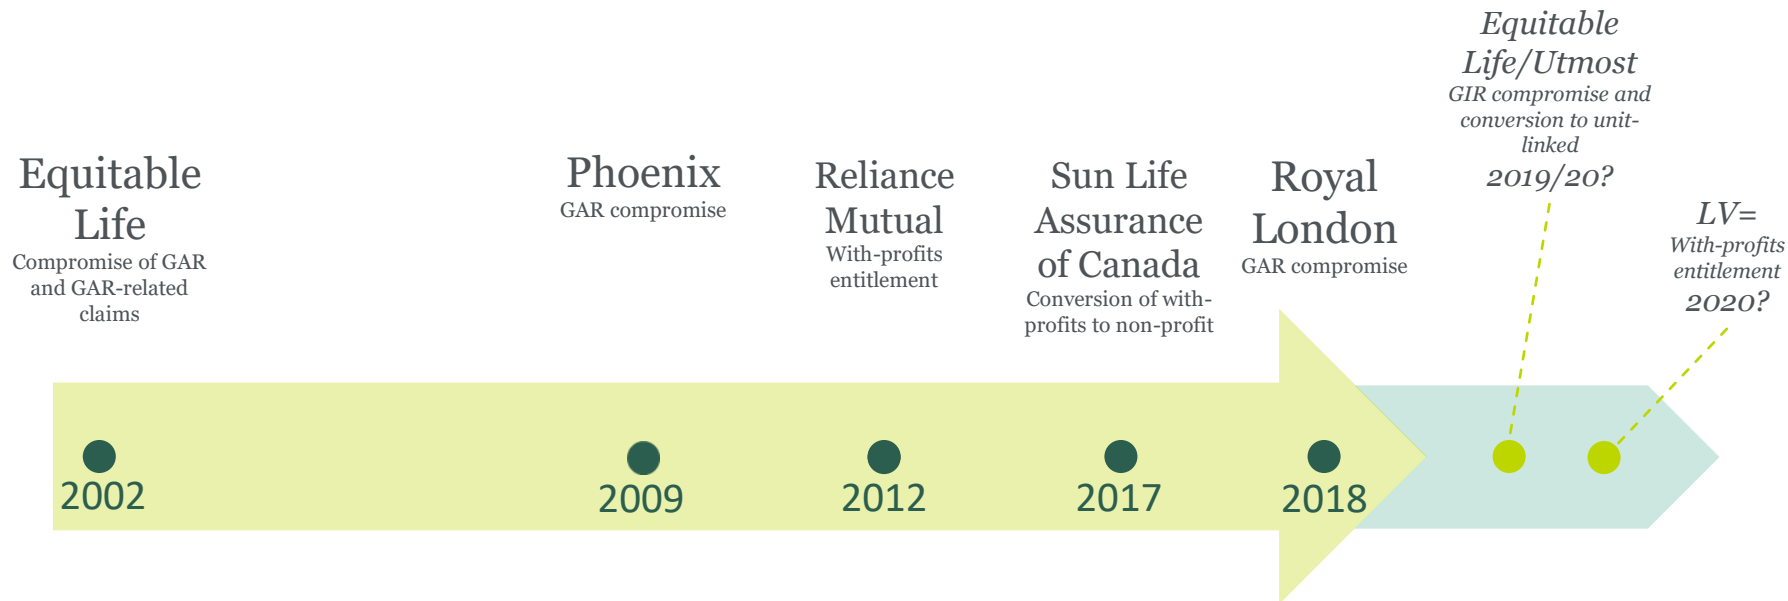 Equitable
Life
Compromise of GAR
and GAR-related
claims
2002
Phoenix
GAR compromise
2009
Reliance
Mutual
With-profits
entitlement
2012
Sun Life
Assurance
of Canada
Conversion of with-
profits to non-profit
2017
Royal
London
GAR compromise
2018
Equitable
Life/Utmost
GIR compromise and
conversion to unit-
linked
2019/20?
LV=
With-profits
entitlement
2020?